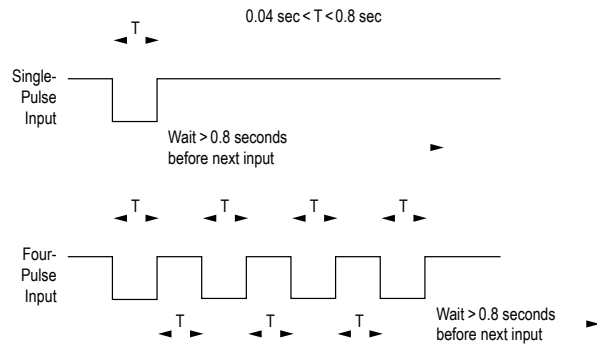 0.04 sec < T < 0.8 sec
T
Single-
Pulse
Input
Wait > 0.8 seconds
before next input
T
T
T
T
Four-
Pulse
Input
T
T
T
Wait > 0.8 seconds
before next input